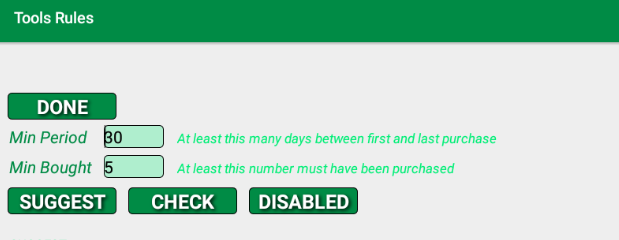 Tools Rules
DONE
Min Period 30 At least this many days between first and last purchase
Min Bought 5 At least this number must have been purchased
SUGGEST CHECK DISABLED